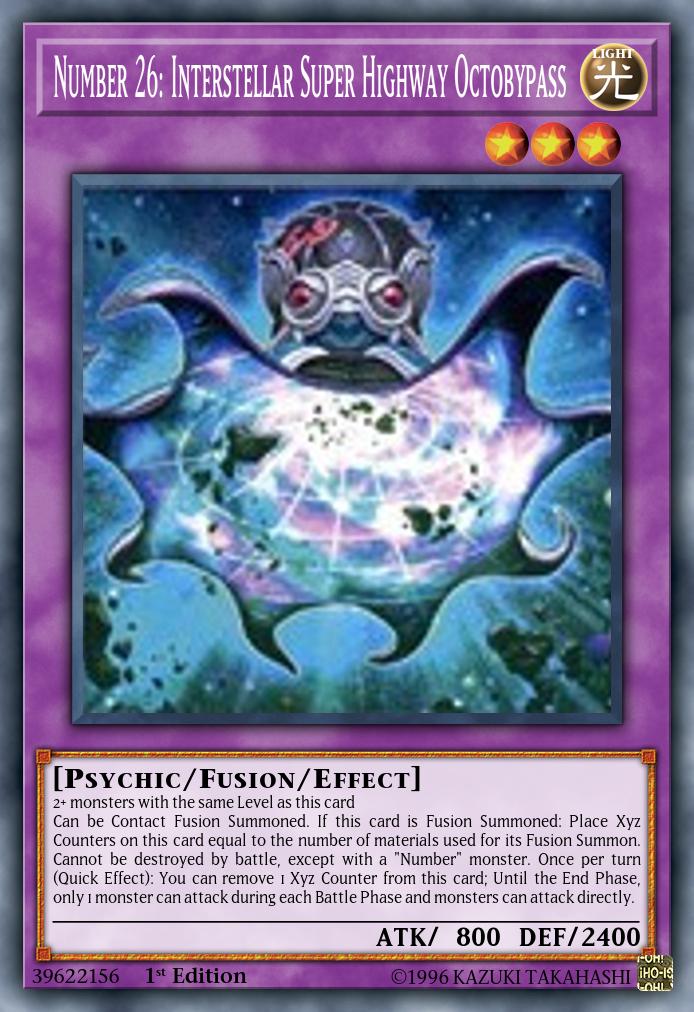 Number 26: Interstellar Super Highway Octobypass
LIGHT
光
[Psychic/Fusion/Effect]
2+ monsters with the same Level as this card
Can be Contact Fusion Summoned. If this card is Fusion Summoned: Place Xyz
Counters on this card equal to the number of materials used for its Fusion Summon.
Cannot be destroyed by battle, except with a "Number" monster. Once per turn
(Quick Effect): You can remove 1 Xyz Counter from this card; Until the End Phase,
only 1 monster can attack during each Battle Phase and monsters can attack directly.
ATK/ 800 DEF/2400
39622156 1st Edition ©1996 KAZUKI TAKAHASHI